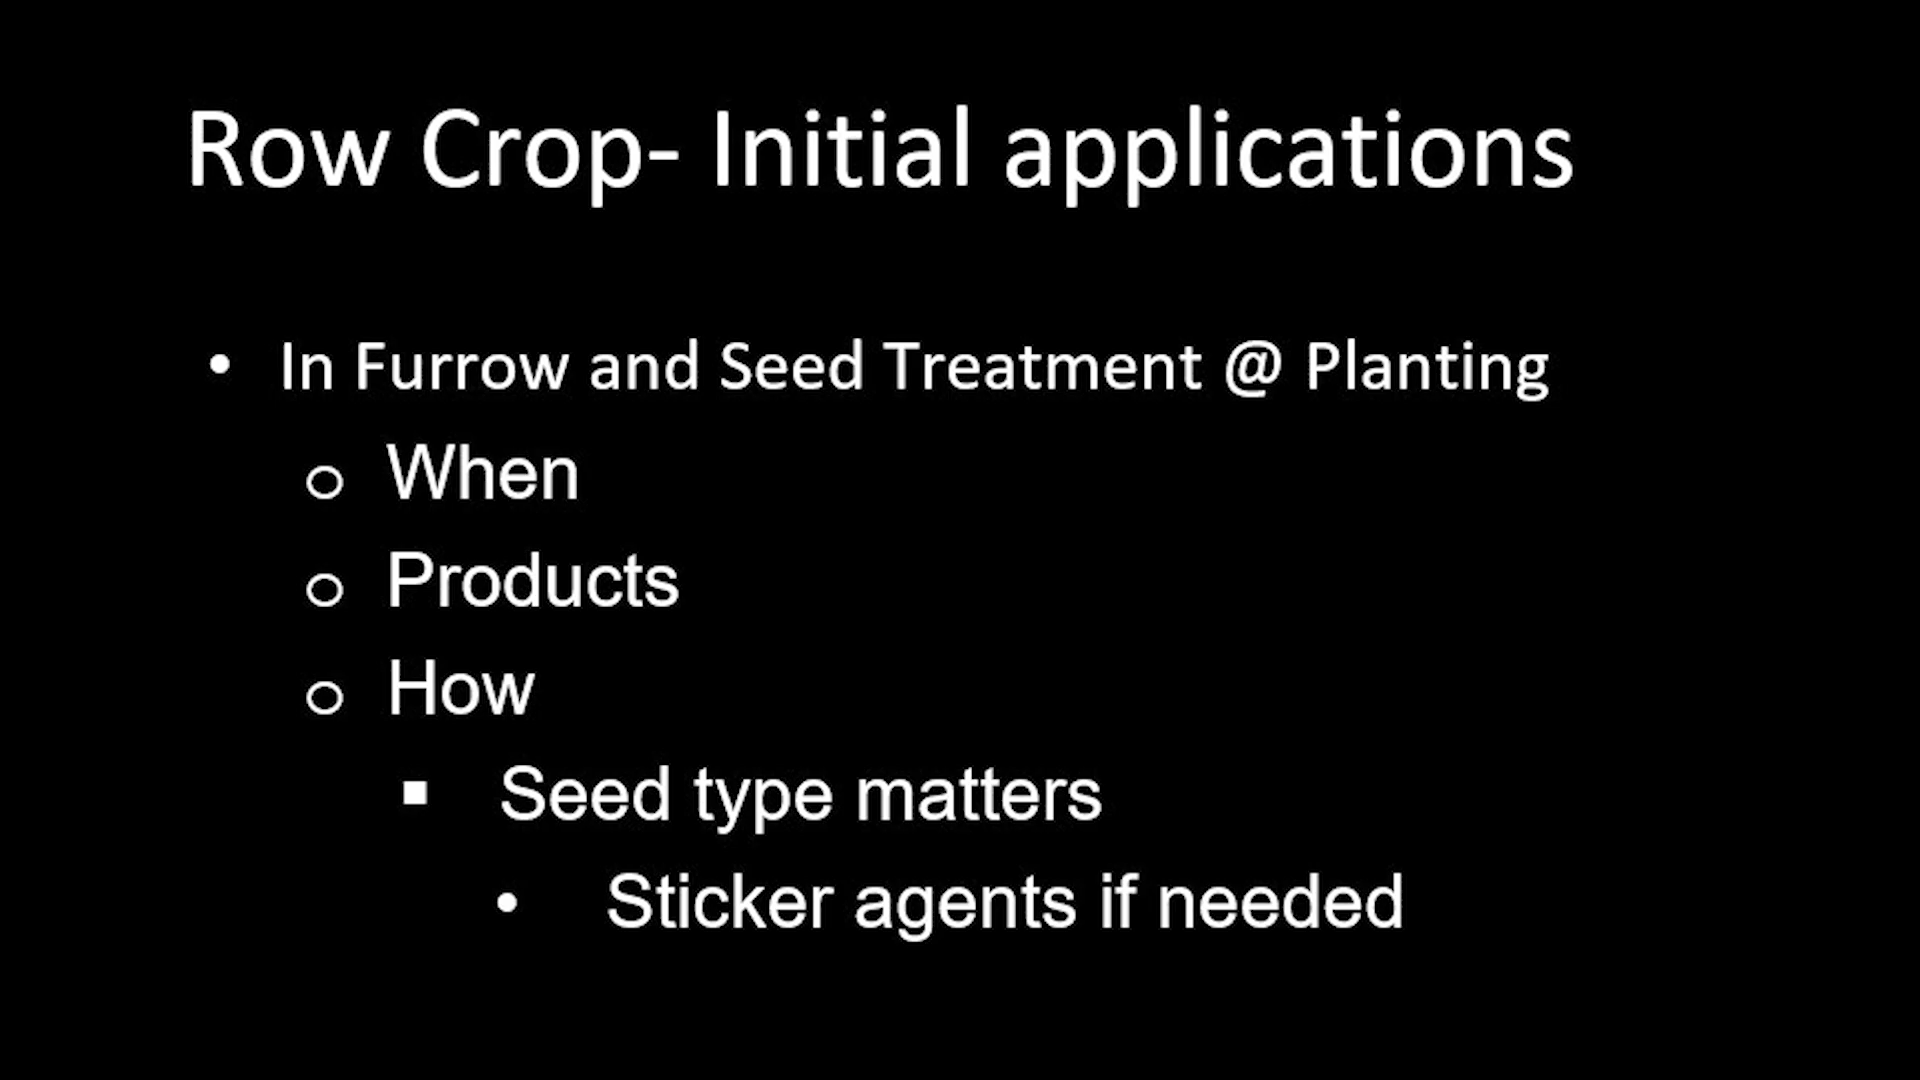 Row Crop- Initial applications
• In Furrow and Seed Treatment @ Planting
o When
o Products
o How
▪ Seed type matters
• Sticker agents if needed